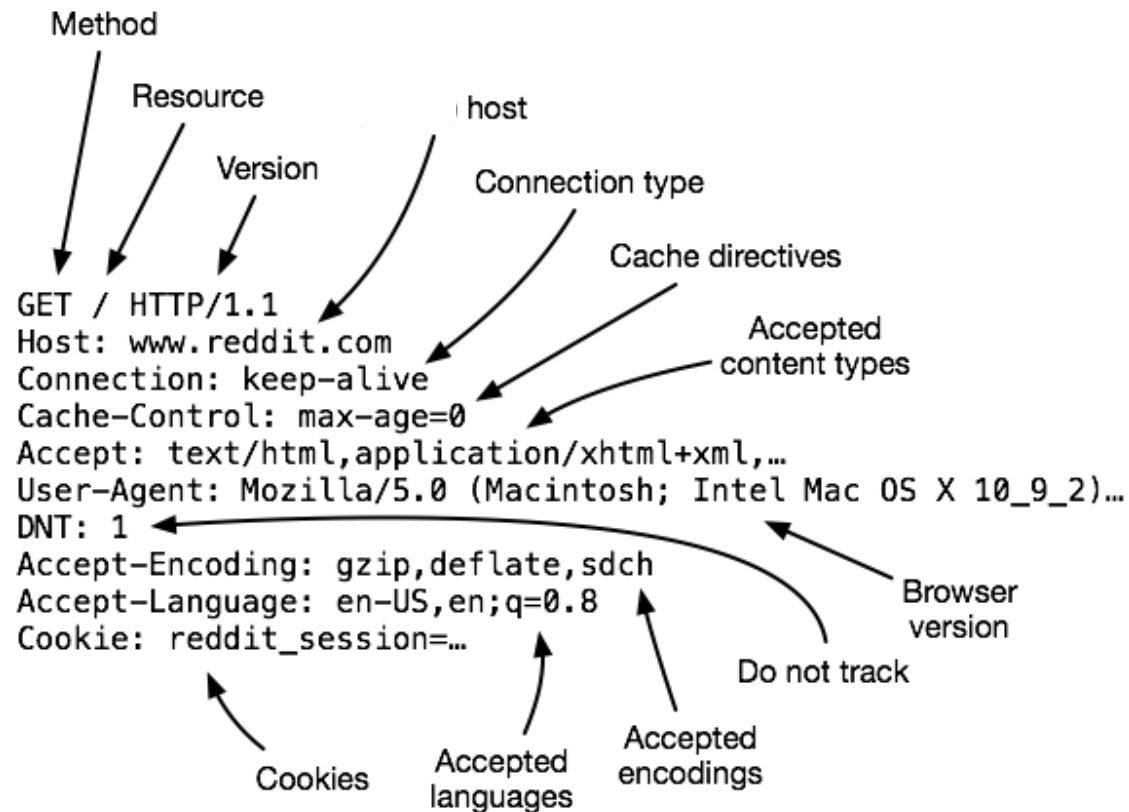 Method
Resource
host
Version
Connection type
Cache directives
Accepted
content types
GET / HTTP/1.1
Host: www.reddit.com
Connection: keep-alive
Cache-Control: max-age=0
Accept: text/html,application/xhtml+xml,…
User-Agent: Mozilla/5.0 (Macintosh; Intel Mac OS X 10_9_2)…
DNT: 1
Accept-Encoding: gzip,deflate,sdch
Accept-Language: en-US,en;q=0.8
Cookie: reddit_session=…
Browser
version
Do not track
Accepted
encodings
Accepted
languages
Cookies